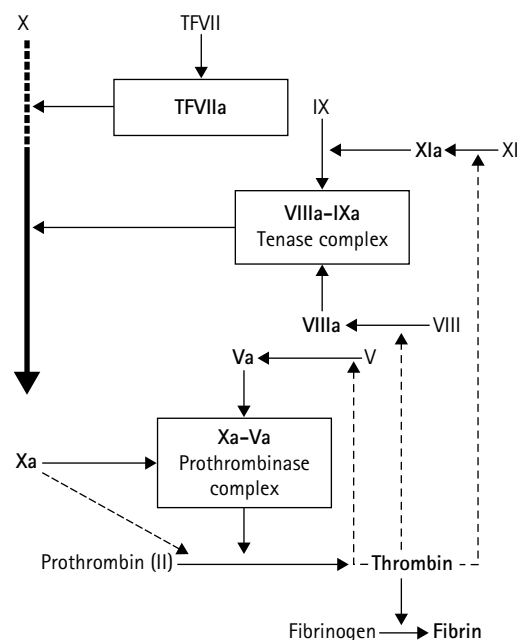 X
TFVII
TFVIIa
IX
XIa
XI
VIIIa–IXa
Tenase complex
VIIIa
VIII
Va
V
Xa–Va
Prothrombinase
complex
Xa
Prothrombin (II)
Thrombin
Fibrinogen
Fibrin